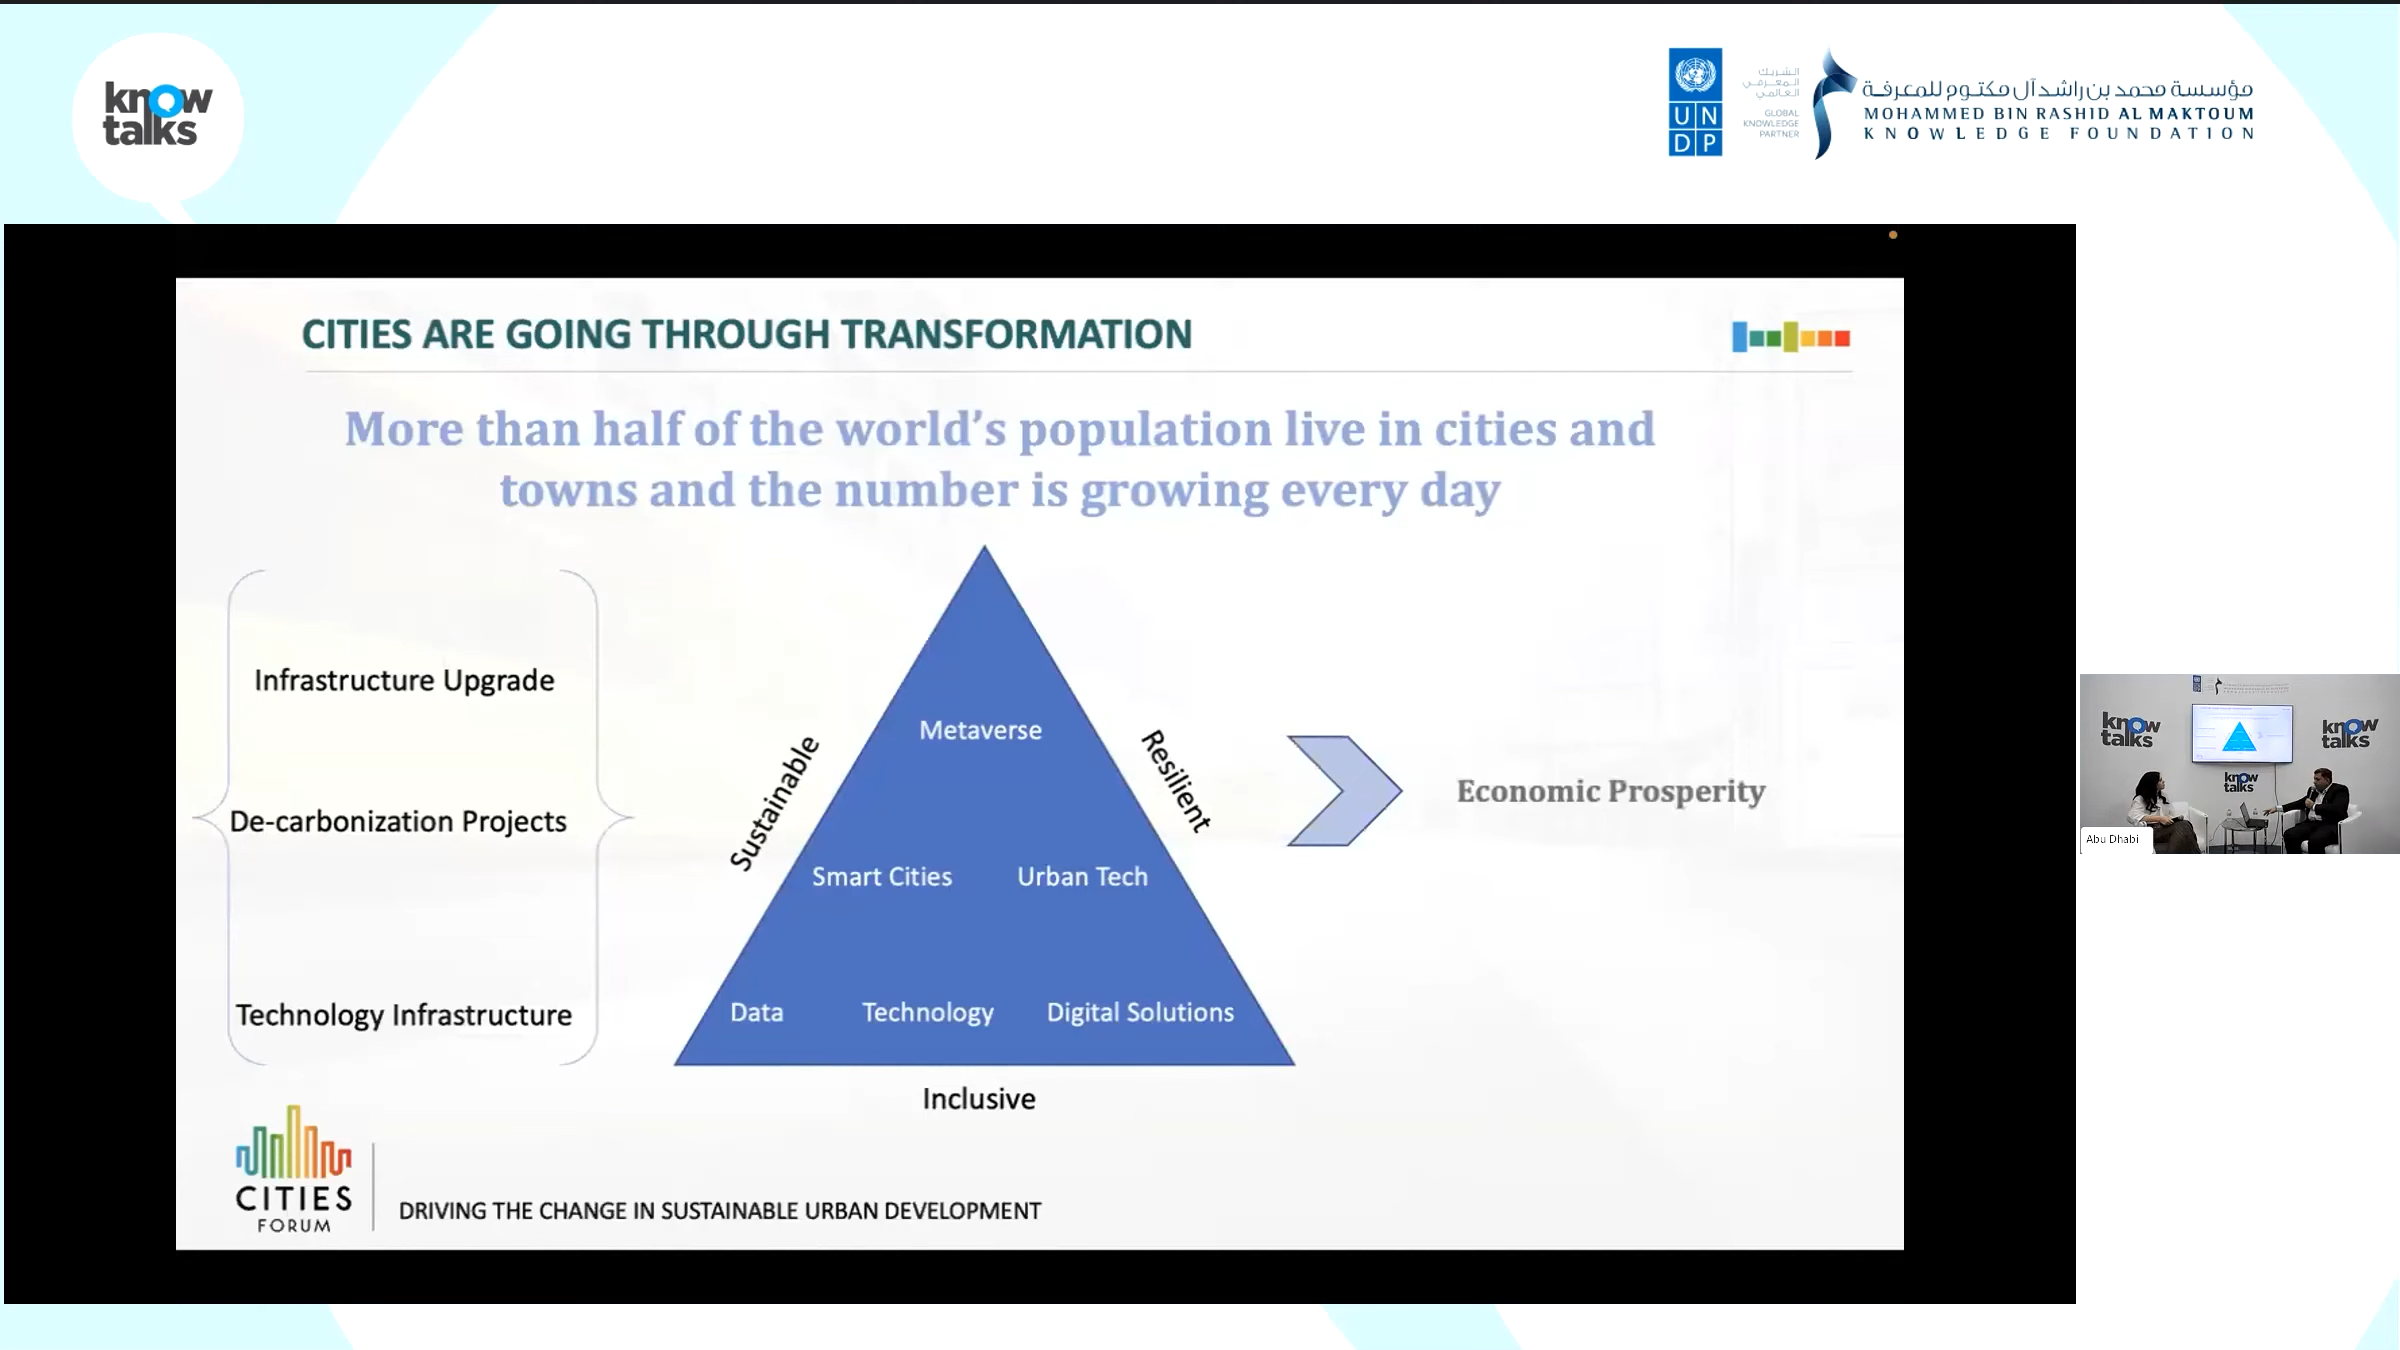 know
talks
UN
DP
الشريك
المعرفي
العالمي
GLOBAL
KNOWLEDGE
PARTNER
مؤسسة محمد بن راشد آل مكتوم للمعرفة
MOHAMMED BIN RASHID AL MAKTOUM
KNOWLEDGE FOUNDATION
CITIES ARE GOING THROUGH TRANSFORMATION
More than half of the world's population live in cities and
towns and the number is growing every day
Infrastructure Upgrade
De-carbonization Projects
Technology Infrastructure
Sustainable
Metaverse
Resilient
Smart Cities
Urban Tech
Data
Technology
Digital Solutions
Inclusive
Economic Prosperity
CITIES
FORUM
DRIVING THE CHANGE IN SUSTAINABLE URBAN DEVELOPMENT
know
talks
know
talks
know
talks
Abu Dhabi